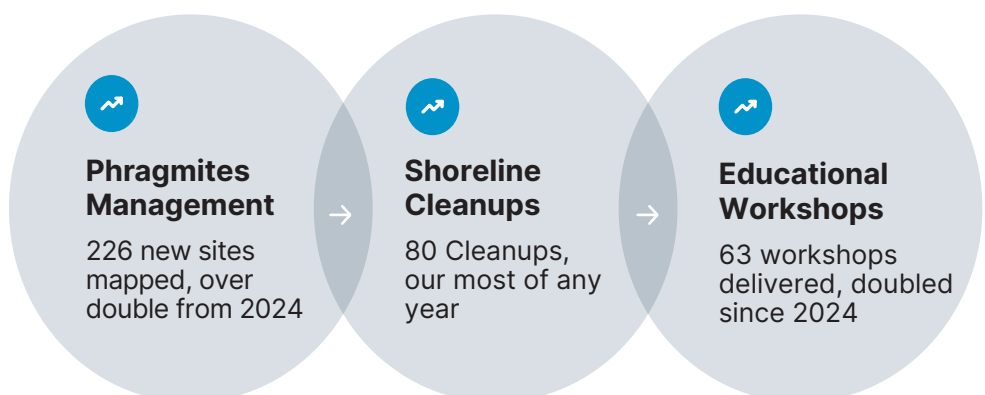 Phragmites
Management
226 new sites
mapped, over
double from 2024
Shoreline
Cleanups
80 Cleanups,
our most of any
year
Educational
Workshops
63 workshops
delivered, doubled
since 2024